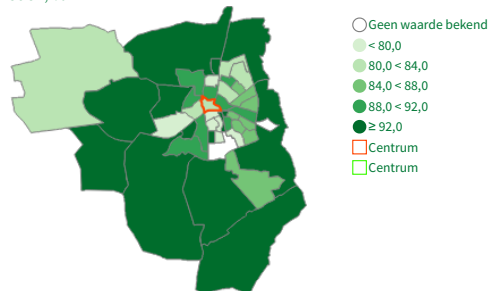 Geen waarde bekend
< 80,0
80,0 < 84,0
84,0 < 88,0
88,0 < 92,0
≥ 92,0
Centrum
Centrum